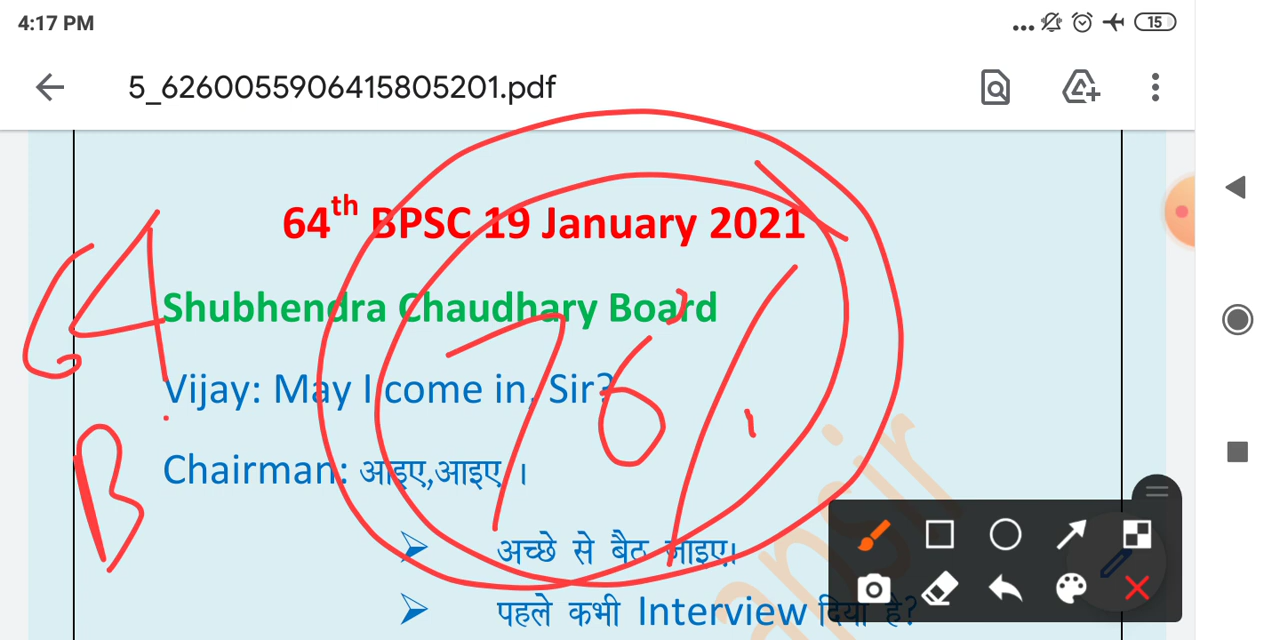 4:17 PM
15
5_6260055906415805201.pdf
64th BPSC 19 January 2021
Shubhendra Chaudhary Board
Vijay: May I come in, Sir?
Chairman: आइए,आइए ।
➢ अच्छे से बैठ जाइए।
➢ पहले कभी Interview दिया है?
64
B
76%